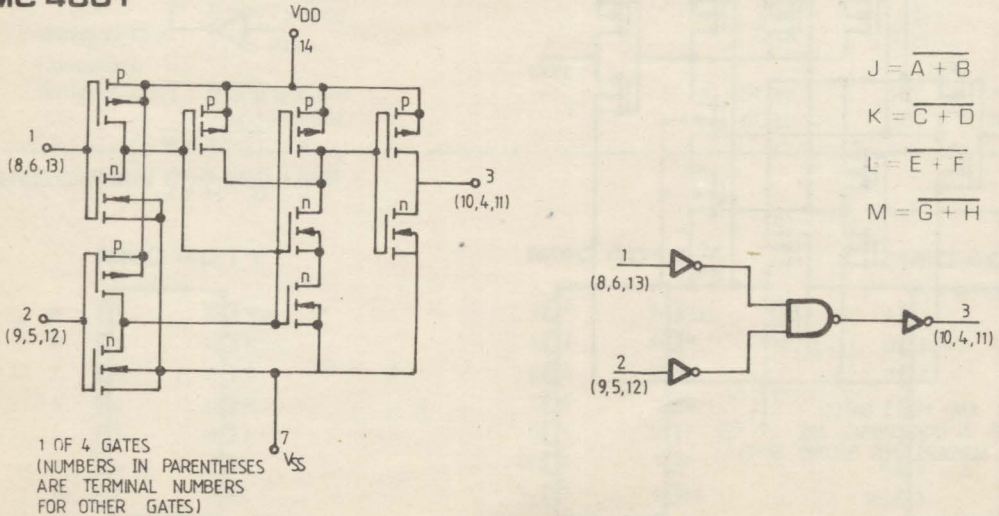 VDD
14
p
p
p
p
1
(8,6,13)
n
n
n
3
(10,4,11)
p
n
2
(9,5,12)
n
7
VSS
1 OF 4 GATES
(NUMBERS IN PARENTHESES
ARE TERMINAL NUMBERS
FOR OTHER GATES)
J = A + B
K = C + D
L = E + F
M = G + H
1
(8,6,13)
2
(9,5,12)
3
(10,4,11)